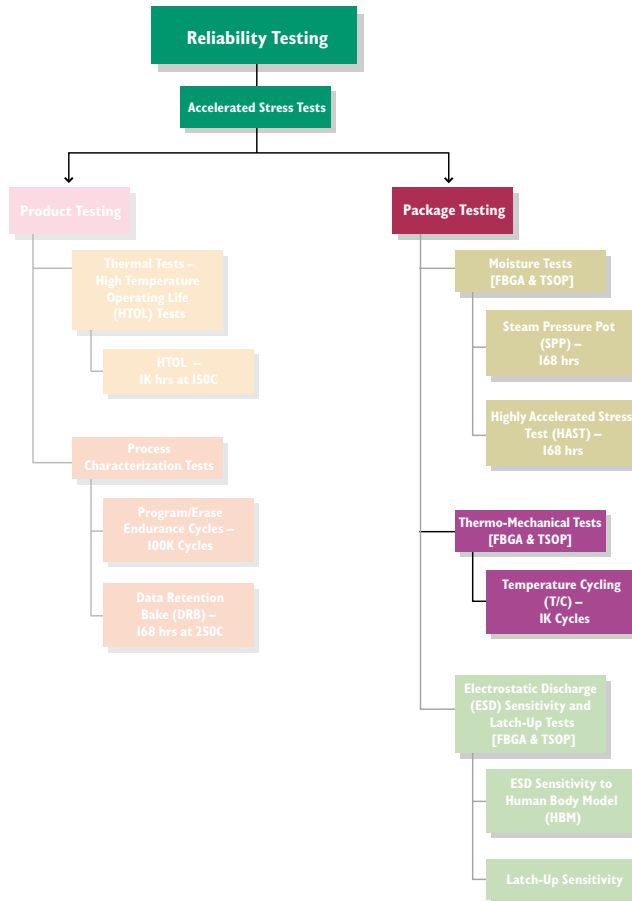 Reliability Testing
Accelerated Stress Tests
Product Testing
Thermal Tests –
High Temperature
Operating Life
(HTOL) Tests
HTOL –
1K hrs at 150C
Process
Characterization Tests
Program/Erase
Endurance Cycles –
100K Cycles
Data Retention
Bake (DRB) –
168 hrs at 250C
Package Testing
Moisture Tests
[FBGA & TSOP]
Steam Pressure Pot
(SPP) –
168 hrs
Highly Accelerated Stress
Test (HAST) –
168 hrs
Thermo-Mechanical Tests
[FBGA & TSOP]
Temperature Cycling
(T/C) –
1K Cycles
Electrostatic Discharge
(ESD) Sensitivity and
Latch-Up Tests
[FBGA & TSOP]
ESD Sensitivity to
Human Body Model
(HBM)
Latch-Up Sensitivity